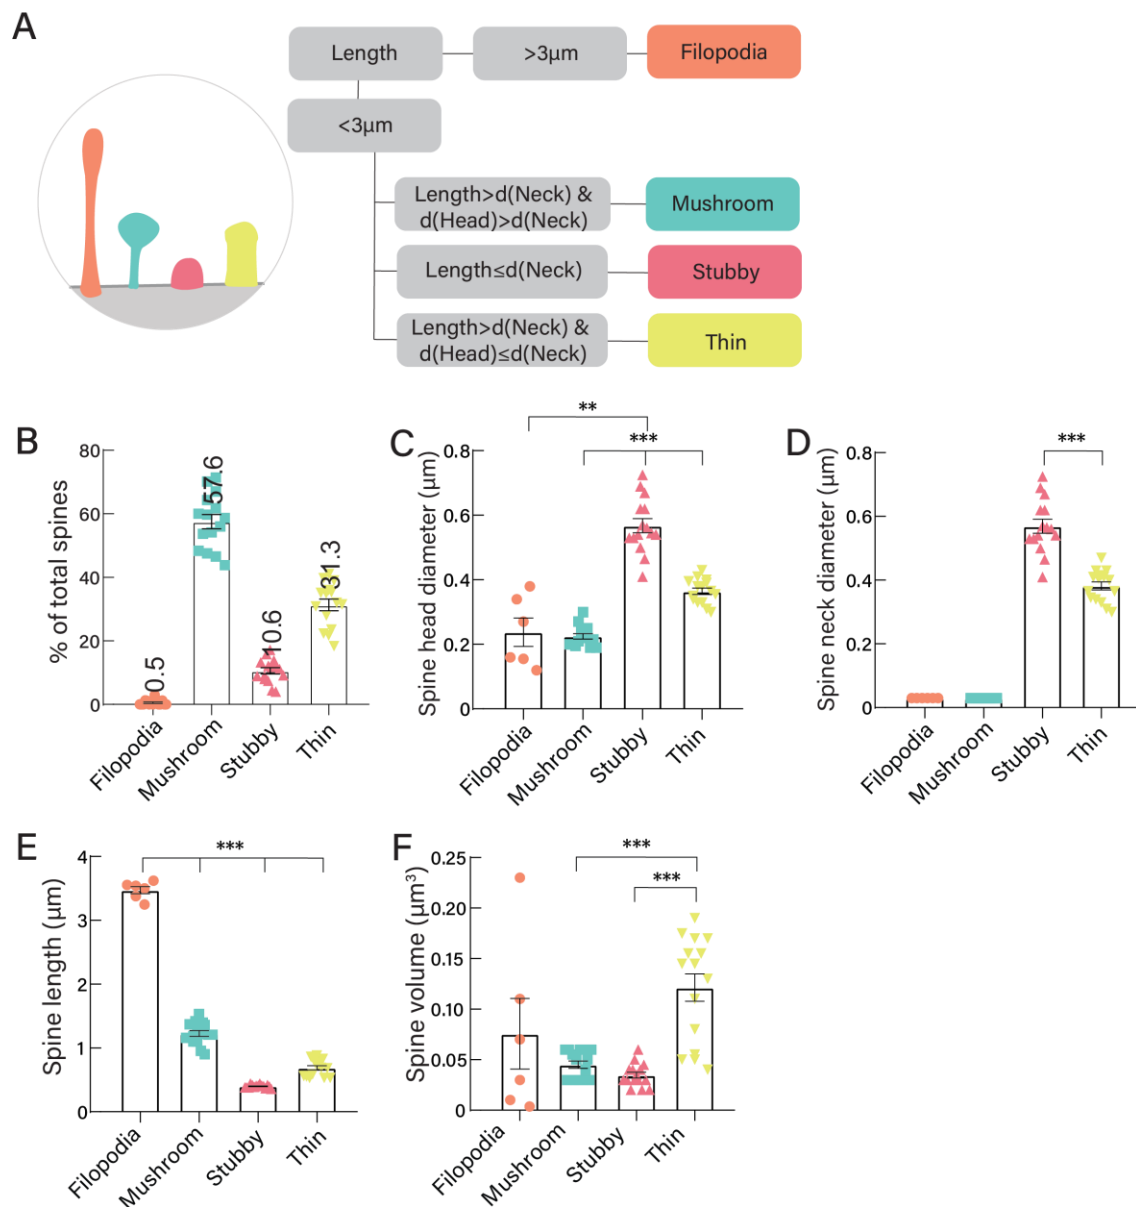 A
Length
>3µm
Filopodia
<3µm
Length>d(Neck) &
d(Head)>d(Neck)
Mushroom
Length≤d(Neck)
Stubby
Length>d(Neck) &
d(Head)≤d(Neck)
Thin
B
% of total spines
80
60
40
20
0
0.5
57.6
10.6
31.3
Filopodia
Mushroom
Stubby
Thin
C
Spine head diameter (µm)
0.8
0.6
0.4
0.2
0
**
***
Filopodia
Mushroom
Stubby
Thin
D
Spine neck diameter (µm)
0.8
0.6
0.4
0.2
0
***
Filopodia
Mushroom
Stubby
Thin
E
Spine length (µm)
4
3
2
1
0
***
Filopodia
Mushroom
Stubby
Thin
F
Spine volume (µm³)
0.25
0.20
0.15
0.10
0.05
0
***
***
Filopodia
Mushroom
Stubby
Thin